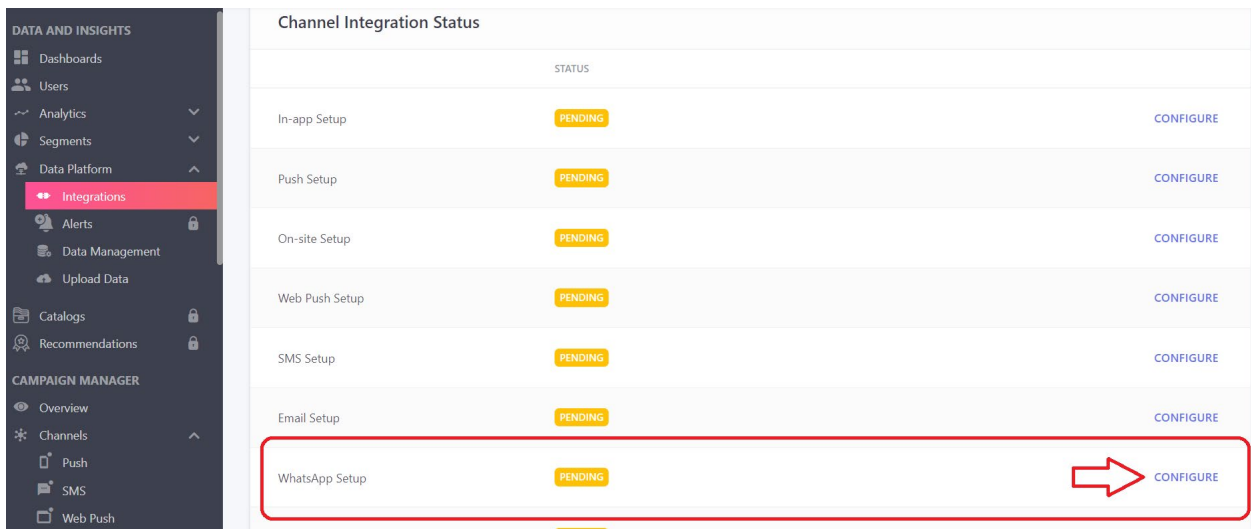 DATA AND INSIGHTS
Dashboards
Users
Analytics
Segments
Data Platform
Integrations
Alerts
Data Management
Upload Data
Catalogs
Recommendations
CAMPAIGN MANAGER
Overview
Channels
Push
SMS
Web Push
Channel Integration Status
STATUS
In-app Setup PENDING CONFIGURE
Push Setup PENDING CONFIGURE
On-site Setup PENDING CONFIGURE
Web Push Setup PENDING CONFIGURE
SMS Setup PENDING CONFIGURE
Email Setup PENDING CONFIGURE
WhatsApp Setup PENDING CONFIGURE